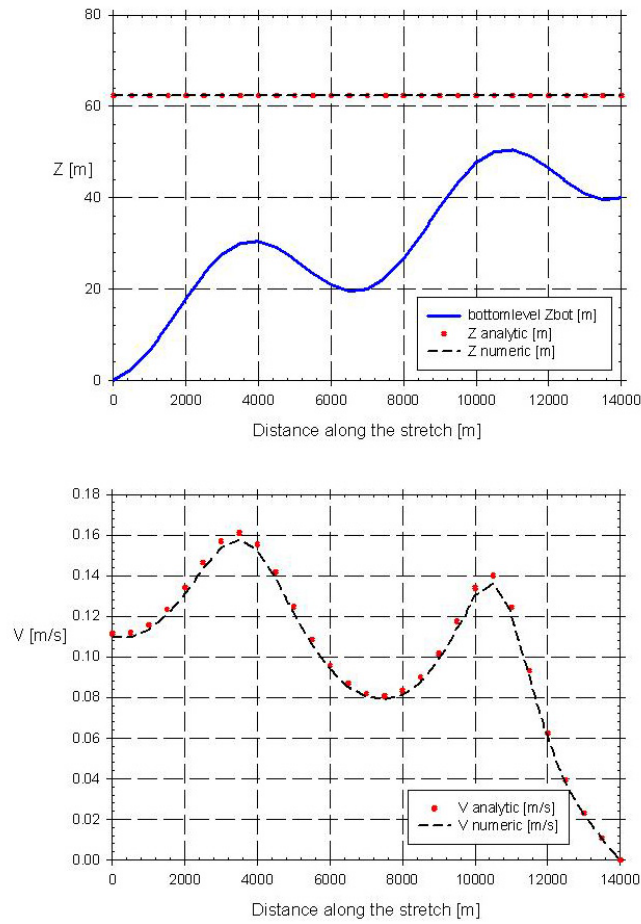 80
60
Z [m]
40
20
0
bottomlevel Zbot [m]
Z analytic [m]
Z numeric [m]
0 2000 4000 6000 8000 10000 12000 14000
Distance along the stretch [m]
0.18
0.16
0.14
0.12
V [m/s]
0.10
0.08
0.06
0.04
0.02
0.00
V analytic [m/s]
V numeric [m/s]
0 2000 4000 6000 8000 10000 12000 14000
Distance along the stretch [m]